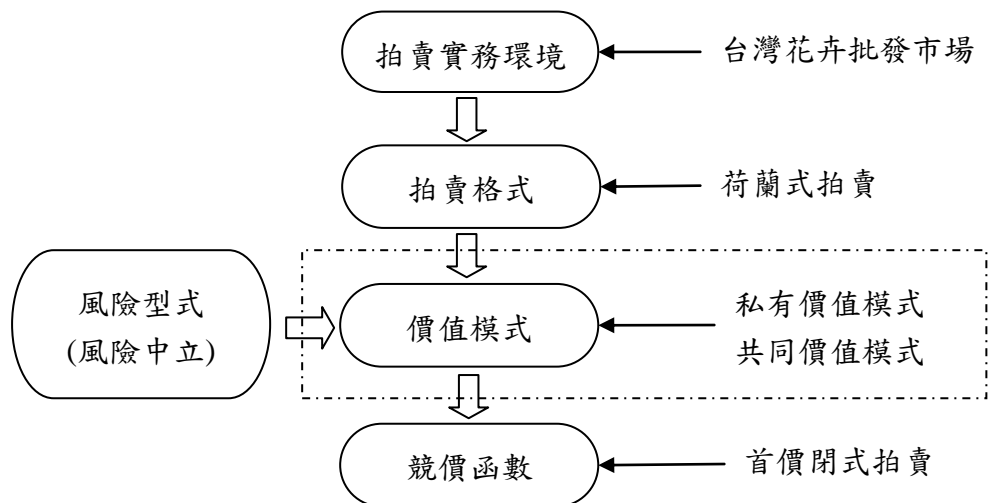 拍賣實務環境
台灣花卉批發市場
拍賣格式
荷蘭式拍賣
風險型式
(風險中立)
價值模式
私有價值模式
共同價值模式
競價函數
首價閉式拍賣